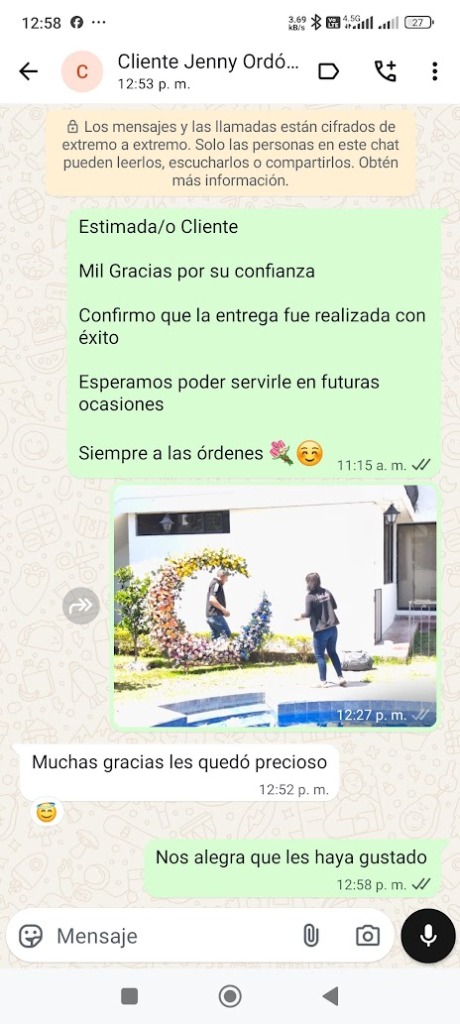 12:58
3.69
kB/s
Vo
LTE
4.5G
27
C
Cliente Jenny Ordó...
12:53 p. m.
Los mensajes y las llamadas están cifrados de
extremo a extremo. Solo las personas en este chat
pueden leerlos, escucharlos o compartirlos. Obtén
más información.
Estimada/o Cliente
Mil Gracias por su confianza
Confirmo que la entrega fue realizada con
éxito
Esperamos poder servirle en futuras
ocasiones
Siempre a las órdenes 💐☺️
11:15 a. m.
12:27 p. m.
Muchas gracias les quedó precioso
12:52 p. m.
😇
Nos alegra que les haya gustado
12:58 p. m.
Mensaje